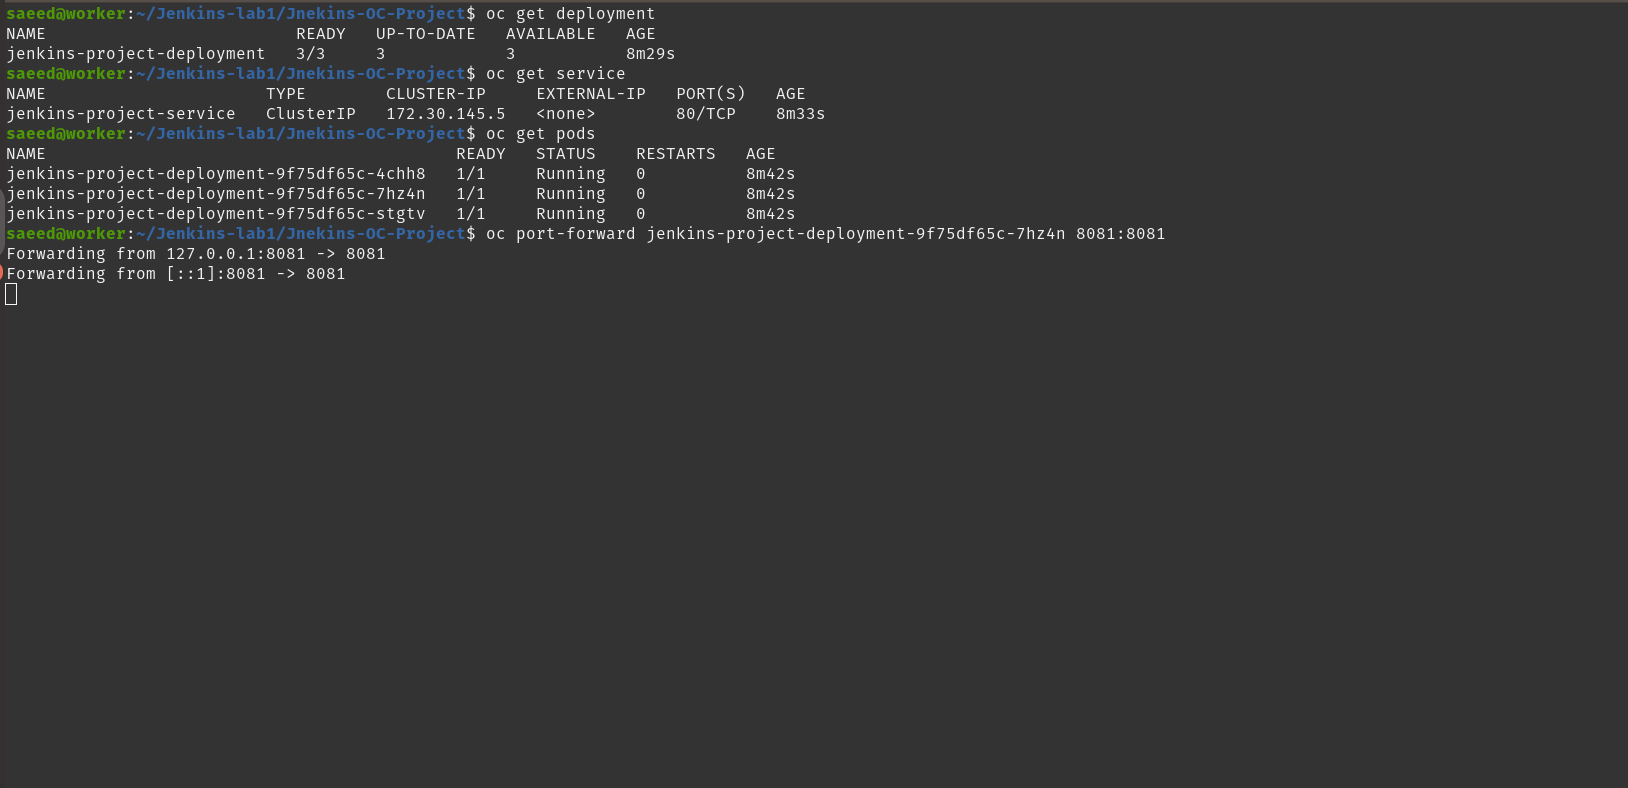 saeed@worker:~/Jenkins-lab1/Jnekins-OC-Project$ oc get deployment
NAME                         READY   UP-TO-DATE   AVAILABLE   AGE
jenkins-project-deployment   3/3     3            3           8m29s
saeed@worker:~/Jenkins-lab1/Jnekins-OC-Project$ oc get service
NAME                      TYPE        CLUSTER-IP     EXTERNAL-IP   PORT(S)   AGE
jenkins-project-service   ClusterIP   172.30.145.5   <none>        80/TCP    8m33s
saeed@worker:~/Jenkins-lab1/Jnekins-OC-Project$ oc get pods
NAME                                         READY   STATUS    RESTARTS   AGE
jenkins-project-deployment-9f75df65c-4chh8   1/1     Running   0          8m42s
jenkins-project-deployment-9f75df65c-7hz4n   1/1     Running   0          8m42s
jenkins-project-deployment-9f75df65c-stgtv   1/1     Running   0          8m42s
saeed@worker:~/Jenkins-lab1/Jnekins-OC-Project$ oc port-forward jenkins-project-deployment-9f75df65c-7hz4n 8081:8081
Forwarding from 127.0.0.1:8081 -> 8081
Forwarding from [::1]:8081 -> 8081